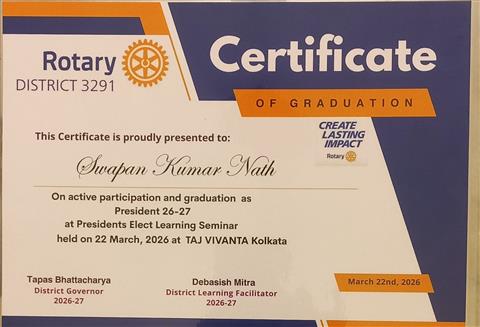 Rotary
DISTRICT 3291
Certificate
OF GRADUATION
CREATE
LASTING
IMPACT
Rotary
This Certificate is proudly presented to:
Swapan Kumar Nath
On active participation and graduation as
President 26-27
at Presidents Elect Learning Seminar
held on 22 March, 2026 at TAJ VIVANTA Kolkata
Tapas Bhattacharya
District Governor
2026-27
Debasish Mitra
District Learning Facilitator
2026-27
March 22nd, 2026